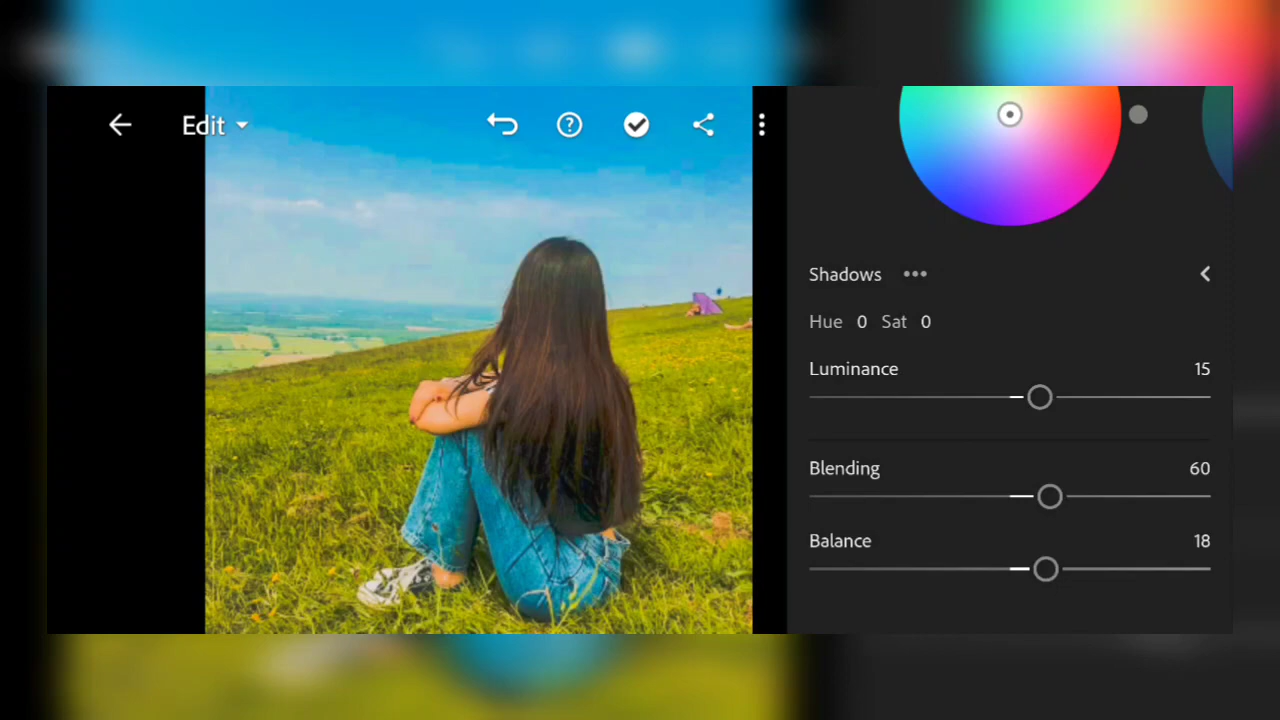 Edit
Shadows
Hue 0 Sat 0
Luminance 15
Blending 60
Balance 18